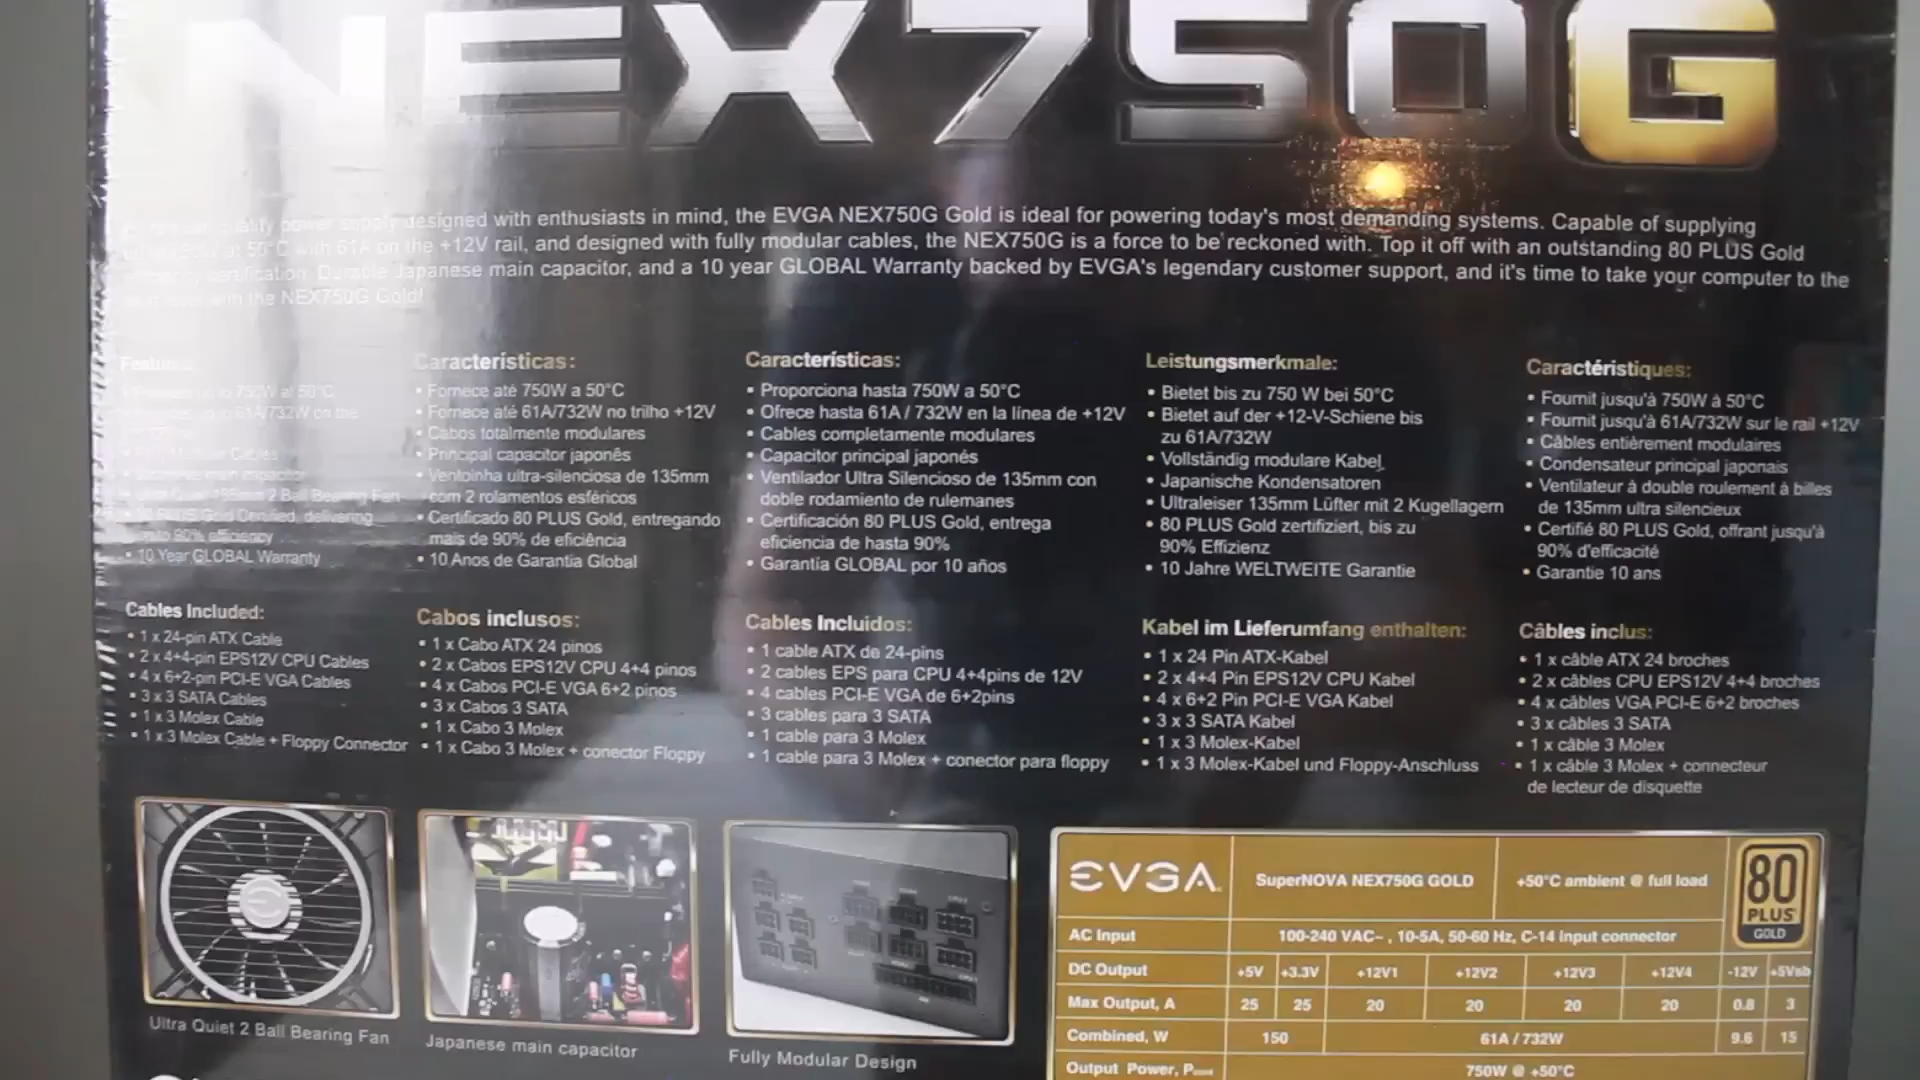 NEX750G
designed with enthusiasts in mind, the EVGA NEX750G Gold is ideal for powering today's most demanding systems. Capable of supplying
at 50°C with 61A on the +12V rail, and designed with fully modular cables, the NEX750G is a force to be reckoned with. Top it off with an outstanding 80 PLUS Gold
Japanese main capacitor, and a 10 year GLOBAL Warranty backed by EVGA's legendary customer support, and it's time to take your computer to the
with the NEX750G Gold!
750W at 50°C
61A/732W on the
2 Ball Bearing Fan
PLUS Gold Certified, delivering
90% efficiency
• 10 Year GLOBAL Warranty
Cables Included:
• 1 x 24-pin ATX Cable
• 2 x 4+4-pin EPS12V CPU Cables
• 4 x 6+2-pin PCI-E VGA Cables
• 3 x 3 SATA Cables
• 1 x 3 Molex Cable
• 1 x 3 Molex Cable + Floppy Connector
Características:
• Fornece até 750W a 50°C
• Fornece até 61A/732W no trilho +12V
• Cabos totalmente modulares
• Principal capacitor japonês
• Ventoinha ultra-silenciosa de 135mm
com 2 rolamentos esféricos
• Certificado 80 PLUS Gold, entregando
mais de 90% de eficiência
• 10 Anos de Garantia Global
Cabos inclusos:
• 1 x Cabo ATX 24 pinos
• 2 x Cabos EPS12V CPU 4+4 pinos
• 4 x Cabos PCI-E VGA 6+2 pinos
• 3 x Cabos 3 SATA
• 1 x Cabo 3 Molex
• 1 x Cabo 3 Molex + conector Floppy
Características:
• Proporciona hasta 750W a 50°C
• Ofrece hasta 61A / 732W en la línea de +12V
• Cables completamente modulares
• Capacitor principal japonés
• Ventilador Ultra Silencioso de 135mm con
doble rodamiento de rulemanes
• Certificación 80 PLUS Gold, entrega
eficiencia de hasta 90%
• Garantía GLOBAL por 10 años
Cables Incluidos:
• 1 cable ATX de 24-pins
• 2 cables EPS para CPU 4+4pins de 12V
• 4 cables PCI-E VGA de 6+2pins
• 3 cables para 3 SATA
• 1 cable para 3 Molex
• 1 cable para 3 Molex + conector para floppy
Leistungsmerkmale:
• Bietet bis zu 750 W bei 50°C
• Bietet auf der +12-V-Schiene bis
zu 61A/732W
• Vollständig modulare Kabel
• Japanische Kondensatoren
• Ultraleiser 135mm Lüfter mit 2 Kugellagern
• 80 PLUS Gold zertifiziert, bis zu
90% Effizienz
• 10 Jahre WELTWEITE Garantie
Kabel im Lieferumfang enthalten:
• 1 x 24 Pin ATX-Kabel
• 2 x 4+4 Pin EPS12V CPU Kabel
• 4 x 6+2 Pin PCI-E VGA Kabel
• 3 x 3 SATA Kabel
• 1 x 3 Molex-Kabel
• 1 x 3 Molex-Kabel und Floppy-Anschluss
Caractéristiques:
• Fournit jusqu'à 750W à 50°C
• Fournit jusqu'à 61A/732W sur le rail +12V
• Câbles entièrement modulaires
• Condensateur principal japonais
• Ventilateur à double roulement à billes
de 135mm ultra silencieux
• Certifié 80 PLUS Gold, offrant jusqu'à
90% d'efficacité
• Garantie 10 ans
Câbles inclus:
• 1 x câble ATX 24 broches
• 2 x câbles CPU EPS12V 4+4 broches
• 4 x câbles VGA PCI-E 6+2 broches
• 3 x câbles 3 SATA
• 1 x câble 3 Molex
• 1 x câble 3 Molex + connecteur
de lecteur de disquette
Ultra Quiet 2 Ball Bearing Fan
Japanese main capacitor
Fully Modular Design
EVGA SuperNOVA NEX750G GOLD +50°C ambient @ full load
80 PLUS GOLD
AC Input 100-240 VAC~ , 10-5A, 50-60 Hz, C-14 input connector
DC Output +5V +3.3V +12V1 +12V2 +12V3 +12V4 -12V +5Vsb
Max Output, A 25 25 20 20 20 20 0.8 3
Combined, W 150 61A / 732W 9.6 15
Output Power, 750W @ +50°C